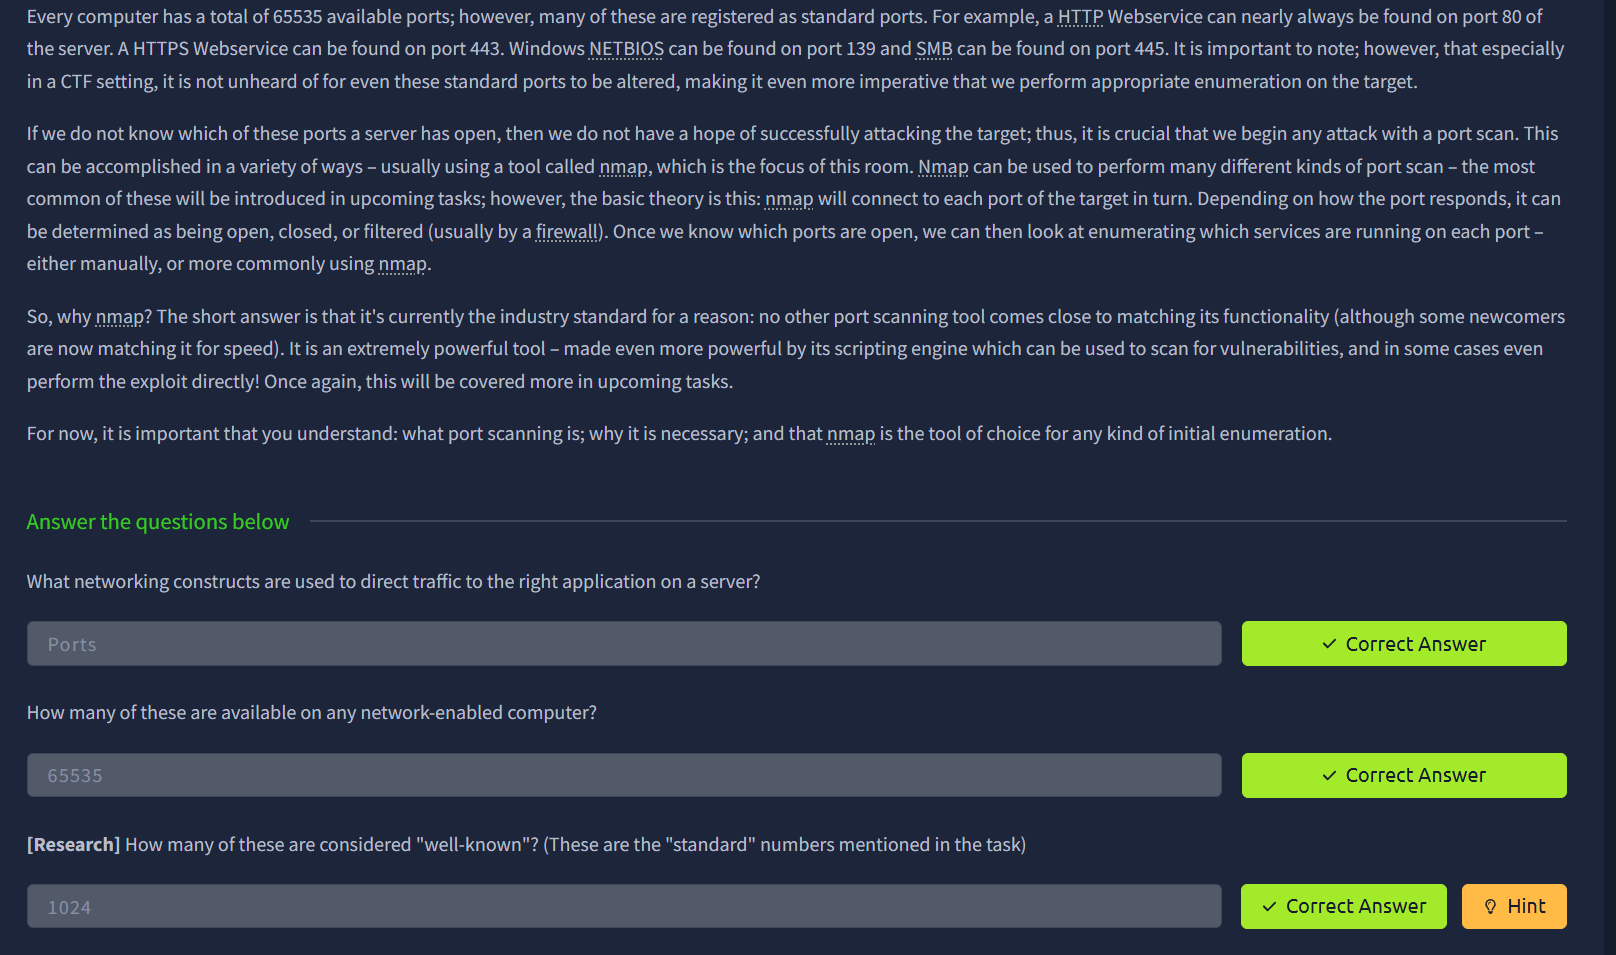 Every computer has a total of 65535 available ports; however, many of these are registered as standard ports. For example, a HTTP Webservice can nearly always be found on port 80 of
the server. A HTTPS Webservice can be found on port 443. Windows NETBIOS can be found on port 139 and SMB can be found on port 445. It is important to note; however, that especially
in a CTF setting, it is not unheard of for even these standard ports to be altered, making it even more imperative that we perform appropriate enumeration on the target.
If we do not know which of these ports a server has open, then we do not have a hope of successfully attacking the target; thus, it is crucial that we begin any attack with a port scan. This
can be accomplished in a variety of ways – usually using a tool called nmap, which is the focus of this room. Nmap can be used to perform many different kinds of port scan – the most
common of these will be introduced in upcoming tasks; however, the basic theory is this: nmap will connect to each port of the target in turn. Depending on how the port responds, it can
be determined as being open, closed, or filtered (usually by a firewall). Once we know which ports are open, we can then look at enumerating which services are running on each port –
either manually, or more commonly using nmap.
So, why nmap? The short answer is that it's currently the industry standard for a reason: no other port scanning tool comes close to matching its functionality (although some newcomers
are now matching it for speed). It is an extremely powerful tool – made even more powerful by its scripting engine which can be used to scan for vulnerabilities, and in some cases even
perform the exploit directly! Once again, this will be covered more in upcoming tasks.
For now, it is important that you understand: what port scanning is; why it is necessary; and that nmap is the tool of choice for any kind of initial enumeration.
Answer the questions below
What networking constructs are used to direct traffic to the right application on a server?
Ports
Correct Answer
How many of these are available on any network-enabled computer?
65535
Correct Answer
[Research] How many of these are considered "well-known"? (These are the "standard" numbers mentioned in the task)
1024
Correct Answer
Hint